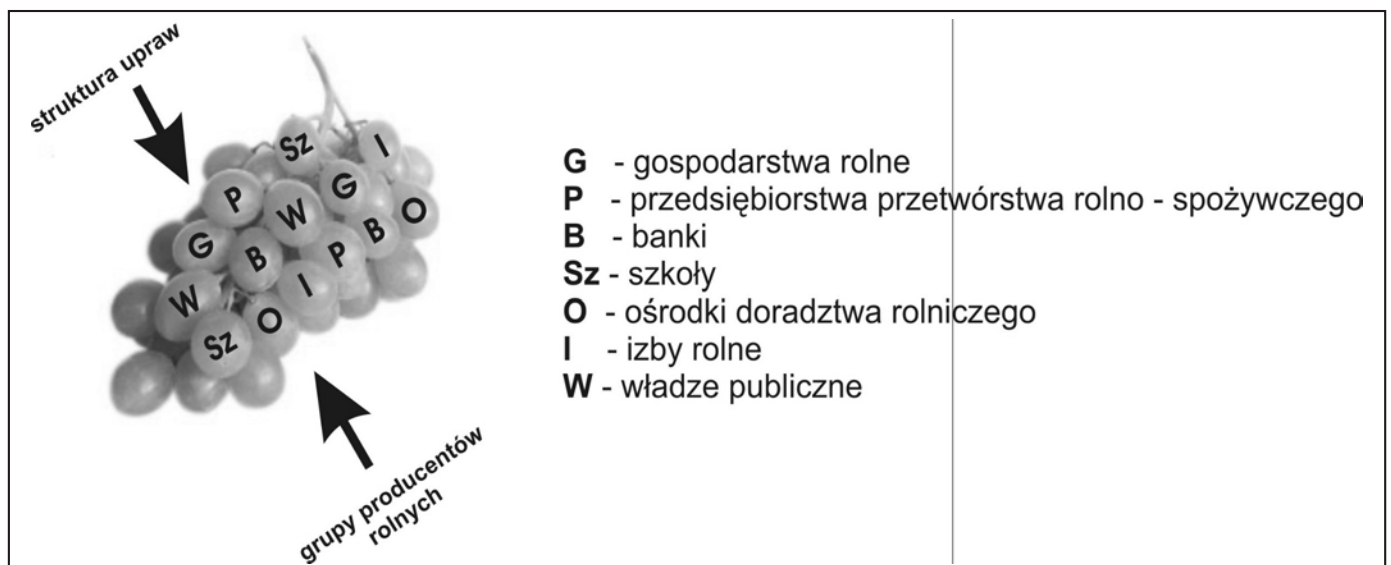 struktura upraw
Sz I
P W G O
G B P B
W O I
Sz
G - gospodarstwa rolne
P - przedsiębiorstwa przetwórstwa rolno - spożywczego
B - banki
Sz - szkoły
O - ośrodki doradztwa rolniczego
I - izby rolne
W - władze publiczne
grupy producentów
rolnych